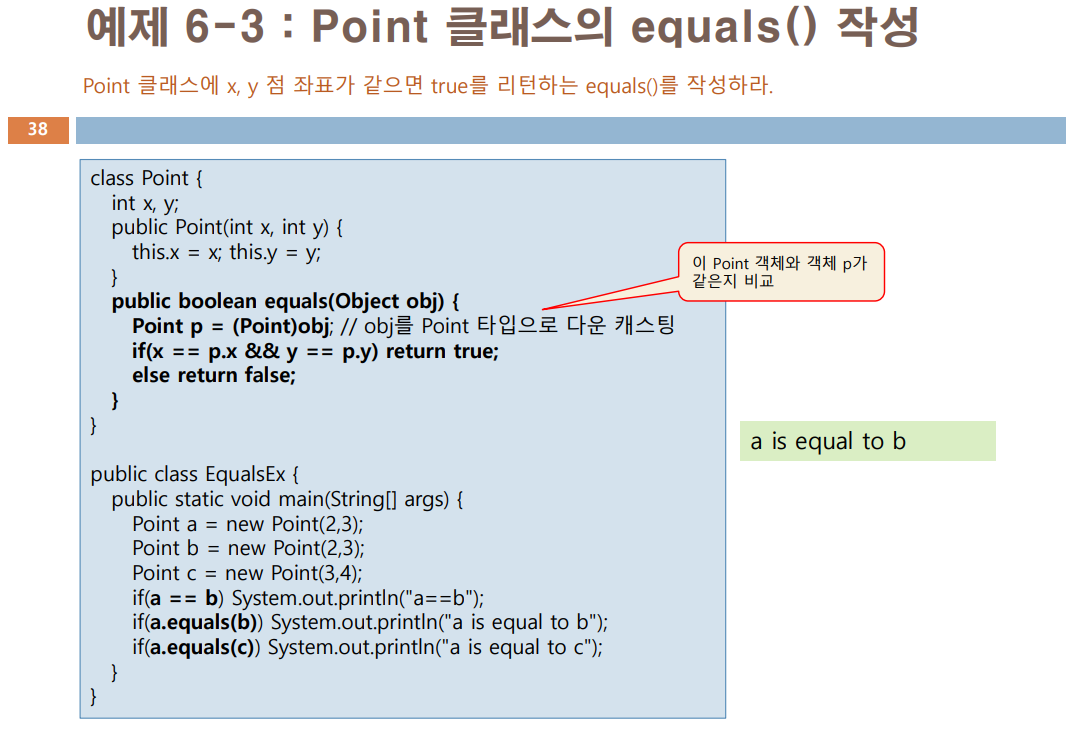 예제 6-3 : Point 클래스의 equals() 작성
Point 클래스에 x, y 점 좌표가 같으면 true를 리턴하는 equals()를 작성하라.
38
class Point {
int x, y;
public Point(int x, int y) {
this.x = x; this.y = y;
}
public boolean equals(Object obj) {
Point p = (Point)obj; // obj를 Point 타입으로 다운 캐스팅
if(x == p.x && y == p.y) return true;
else return false;
}
}
이 Point 객체와 객체 p가
같은지 비교
public class EqualsEx {
public static void main(String[] args) {
Point a = new Point(2,3);
Point b = new Point(2,3);
Point c = new Point(3,4);
if(a == b) System.out.println("a==b");
if(a.equals(b)) System.out.println("a is equal to b");
if(a.equals(c)) System.out.println("a is equal to c");
}
}
a is equal to b